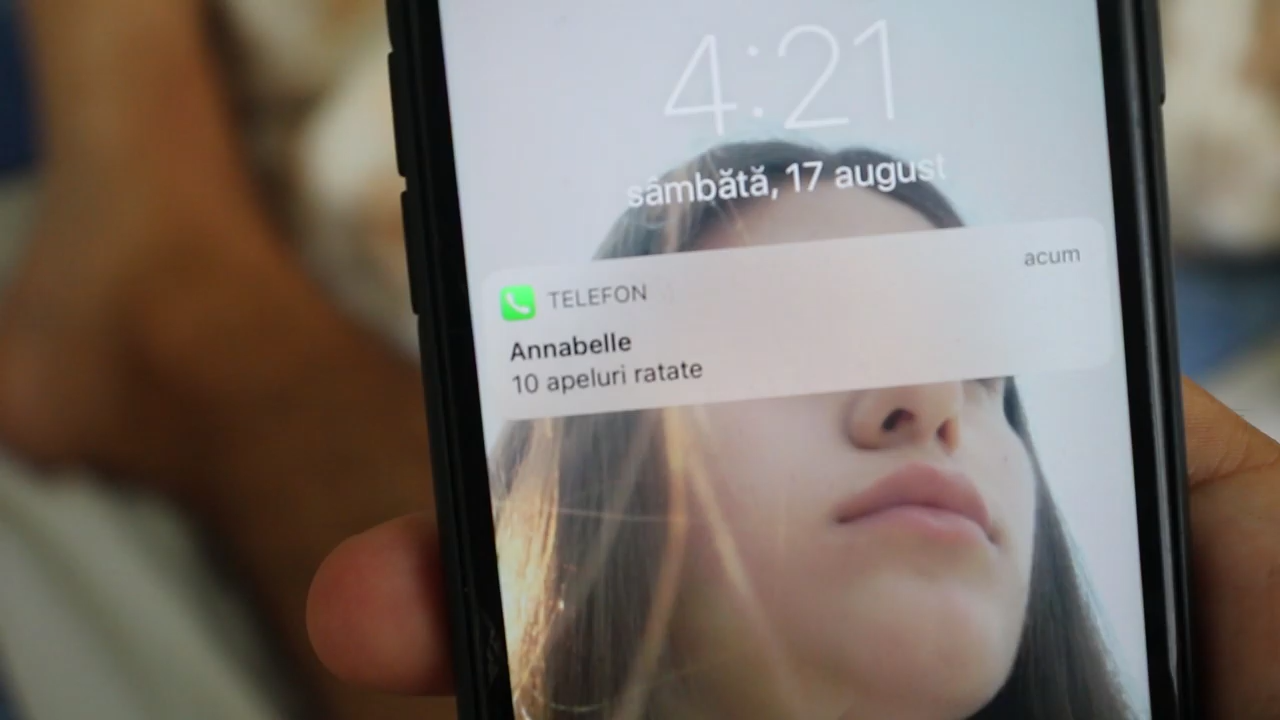 4:21
sâmbătă, 17 august
TELEFON
acum
Annabelle
10 apeluri ratate